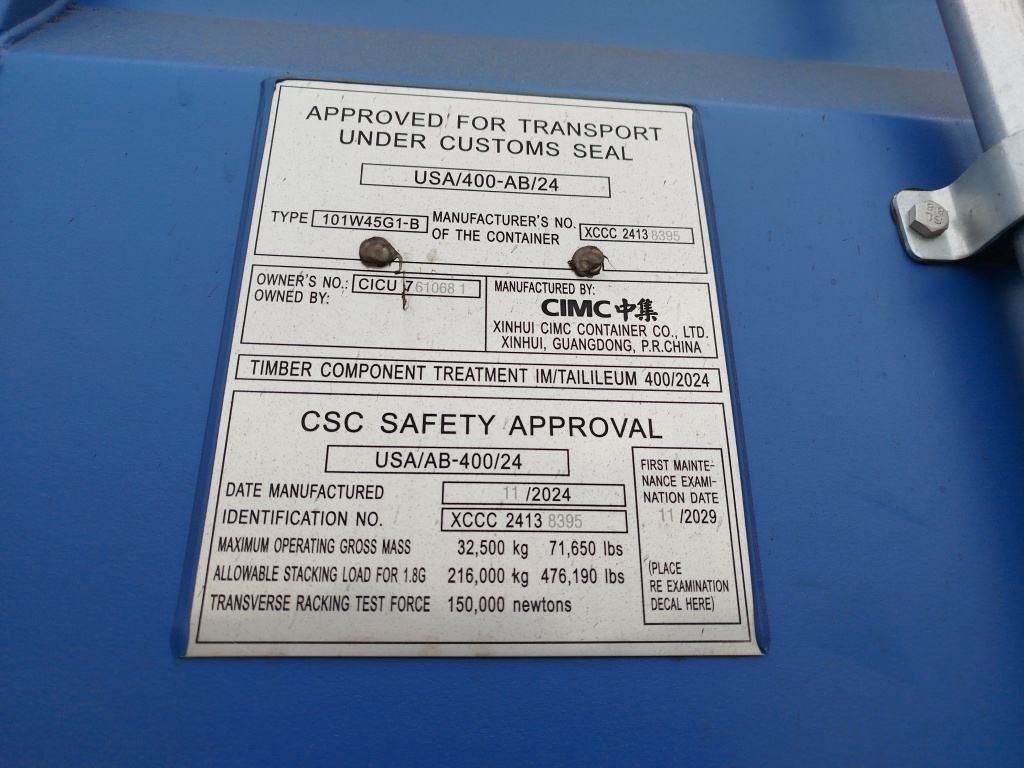 APPROVED FOR TRANSPORT
UNDER CUSTOMS SEAL
USA/400-AB/24
TYPE 101W45G1-B MANUFACTURER'S NO.
OF THE CONTAINER XCCC 2413 8395
OWNER'S NO.: CICU 761068 1
OWNED BY:
MANUFACTURED BY:
CIMC中集
XINHUI CIMC CONTAINER CO., LTD.
XINHUI, GUANGDONG, P.R.CHINA
TIMBER COMPONENT TREATMENT IM/TAILILEUM 400/2024
CSC SAFETY APPROVAL
USA/AB-400/24
DATE MANUFACTURED 11 /2024
IDENTIFICATION NO. XCCC 2413 8395
MAXIMUM OPERATING GROSS MASS 32,500 kg 71,650 lbs
ALLOWABLE STACKING LOAD FOR 1.8G 216,000 kg 476,190 lbs
TRANSVERSE RACKING TEST FORCE 150,000 newtons
FIRST MAINTE-
NANCE EXAMI-
NATION DATE
11 /2029
(PLACE
RE EXAMINATION
DECAL HERE)